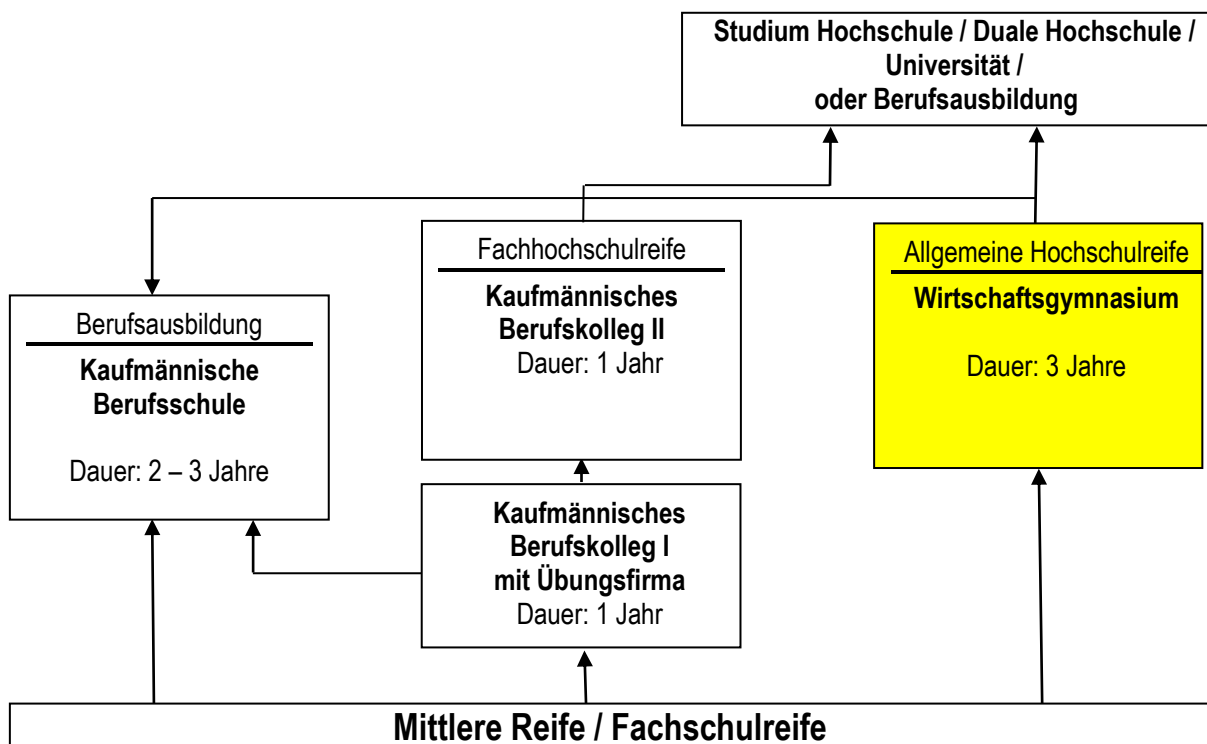 Studium Hochschule / Duale Hochschule /
Universität /
oder Berufsausbildung
Fachhochschulreife
Kaufmännisches
Berufskolleg II
Dauer: 1 Jahr
Allgemeine Hochschulreife
Wirtschaftsgymnasium
Dauer: 3 Jahre
Berufsausbildung
Kaufmännische
Berufsschule
Dauer: 2 – 3 Jahre
Kaufmännisches
Berufskolleg I
mit Übungsfirma
Dauer: 1 Jahr
Mittlere Reife / Fachschulreife